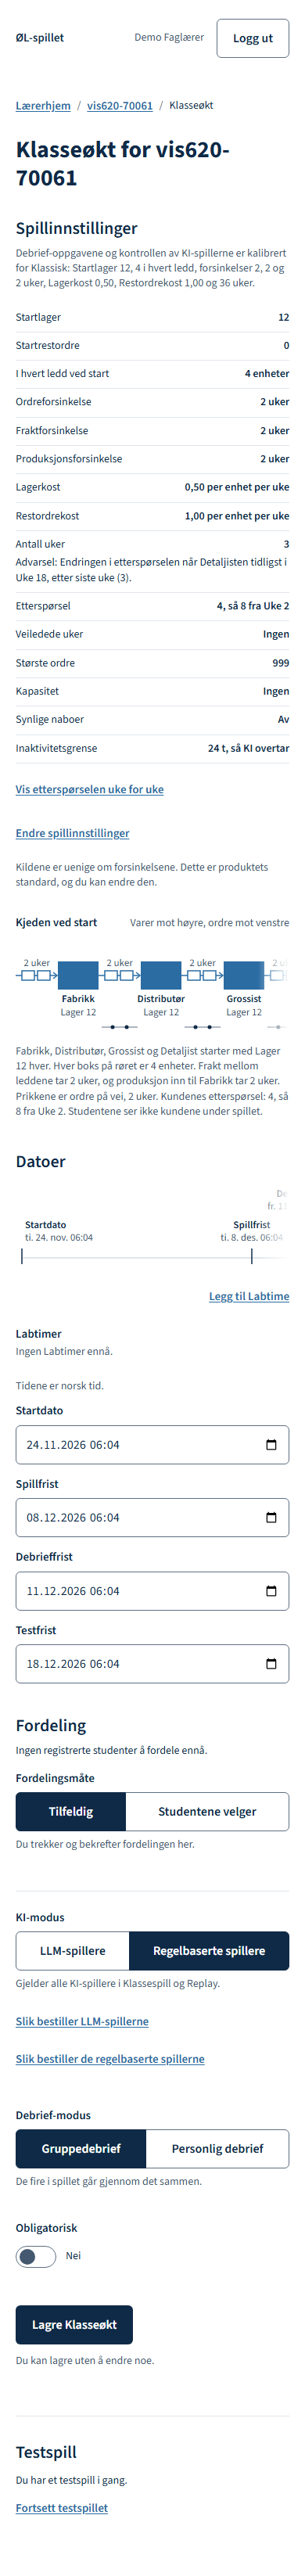 ØL-spillet
Demo Faglærer
Logg ut
Lærerhjem / vis620-70061 / Klasseøkt
Klasseøkt for vis620-
70061
Spillinnstillinger
Debrief-oppgavene og kontrollen av KI-spillerne er kalibrert
for Klassisk: Startlager 12, 4 i hvert ledd, forsinkelser 2, 2 og
2 uker, Lagerkost 0,50, Restordrekost 1,00 og 36 uker.
Startlager 12
Startrestordre 0
I hvert ledd ved start 4 enheter
Ordreforsinkelse 2 uker
Fraktforsinkelse 2 uker
Produksjonsforsinkelse 2 uker
Lagerkost 0,50 per enhet per uke
Restordrekost 1,00 per enhet per uke
Antall uker 3
Advarsel: Endringen i etterspørselen når Detaljisten tidligst i
Uke 18, etter siste uke (3).
Etterspørsel 4, så 8 fra Uke 2
Veiledede uker Ingen
Største ordre 999
Kapasitet Ingen
Synlige naboer Av
Inaktivitetsgrense 24 t, så KI overtar
Vis etterspørselen uke for uke
Endre spillinnstillinger
Kildene er uenige om forsinkelsene. Dette er produktets
standard, og du kan endre den.
Kjeden ved start
Varer mot høyre, ordre mot venstre
2 uker 2 uker 2 uker
Fabrikk Distributør Grossist
Lager 12 Lager 12 Lager 12
Fabrikk, Distributør, Grossist og Detaljist starter med Lager
12 hver. Hver boks på røret er 4 enheter. Frakt mellom
leddene tar 2 uker, og produksjon inn til Fabrikk tar 2 uker.
Prikkene er ordre på vei, 2 uker. Kundenes etterspørsel: 4, så
8 fra Uke 2. Studentene ser ikke kundene under spillet.
Datoer
Startdato
ti. 24. nov. 06:04
Spillfrist
ti. 8. des. 06:04
Legg til Labtime
Labtimer
Ingen Labtimer ennå.
Tidene er norsk tid.
Startdato
24.11.2026 06:04
Spillfrist
08.12.2026 06:04
Debrieffrist
11.12.2026 06:04
Testfrist
18.12.2026 06:04
Fordeling
Ingen registrerte studenter å fordele ennå.
Fordelingsmåte
Tilfeldig
Studentene velger
Du trekker og bekrefter fordelingen her.
KI-modus
LLM-spillere
Regelbaserte spillere
Gjelder alle KI-spillere i Klassespill og Replay.
Slik bestiller LLM-spillerne
Slik bestiller de regelbaserte spillerne
Debrief-modus
Gruppedebrief
Personlig debrief
De fire i spillet går gjennom det sammen.
Obligatorisk
Nei
Lagre Klasseøkt
Du kan lagre uten å endre noe.
Testspill
Du har et testspill i gang.
Fortsett testspillet